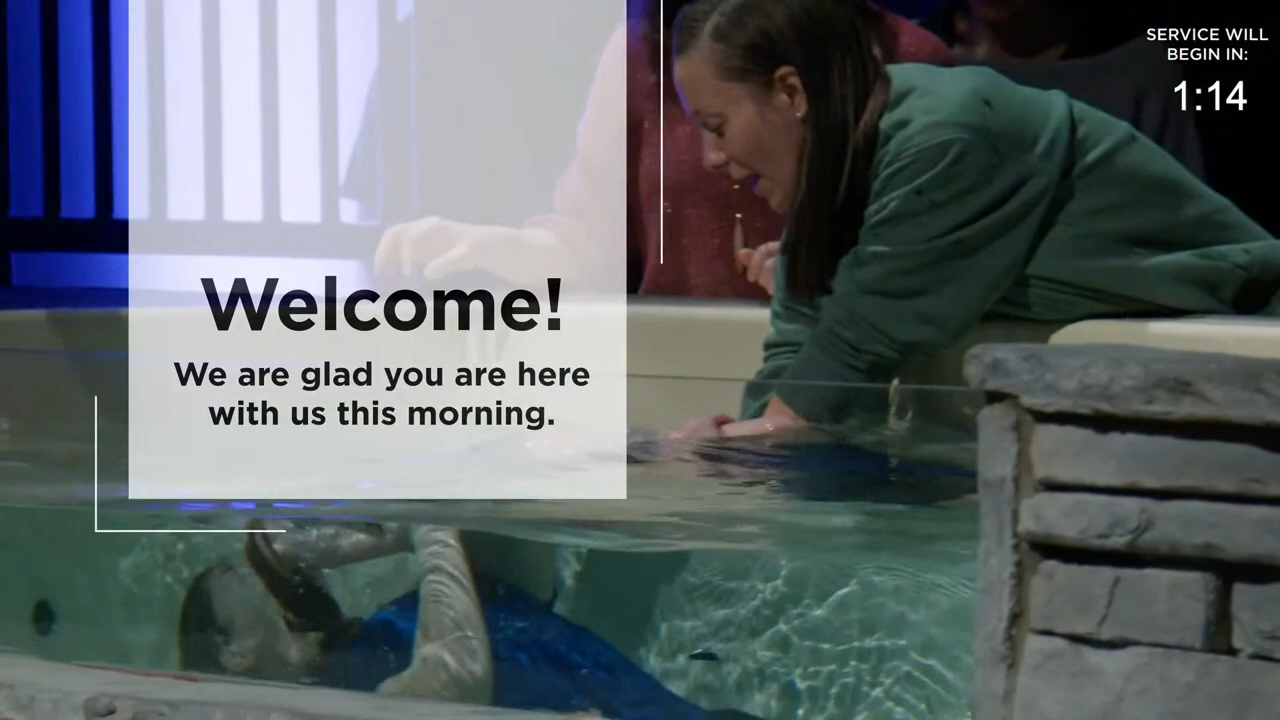 Welcome!
We are glad you are here
with us this morning.
SERVICE WILL
BEGIN IN:
1:14